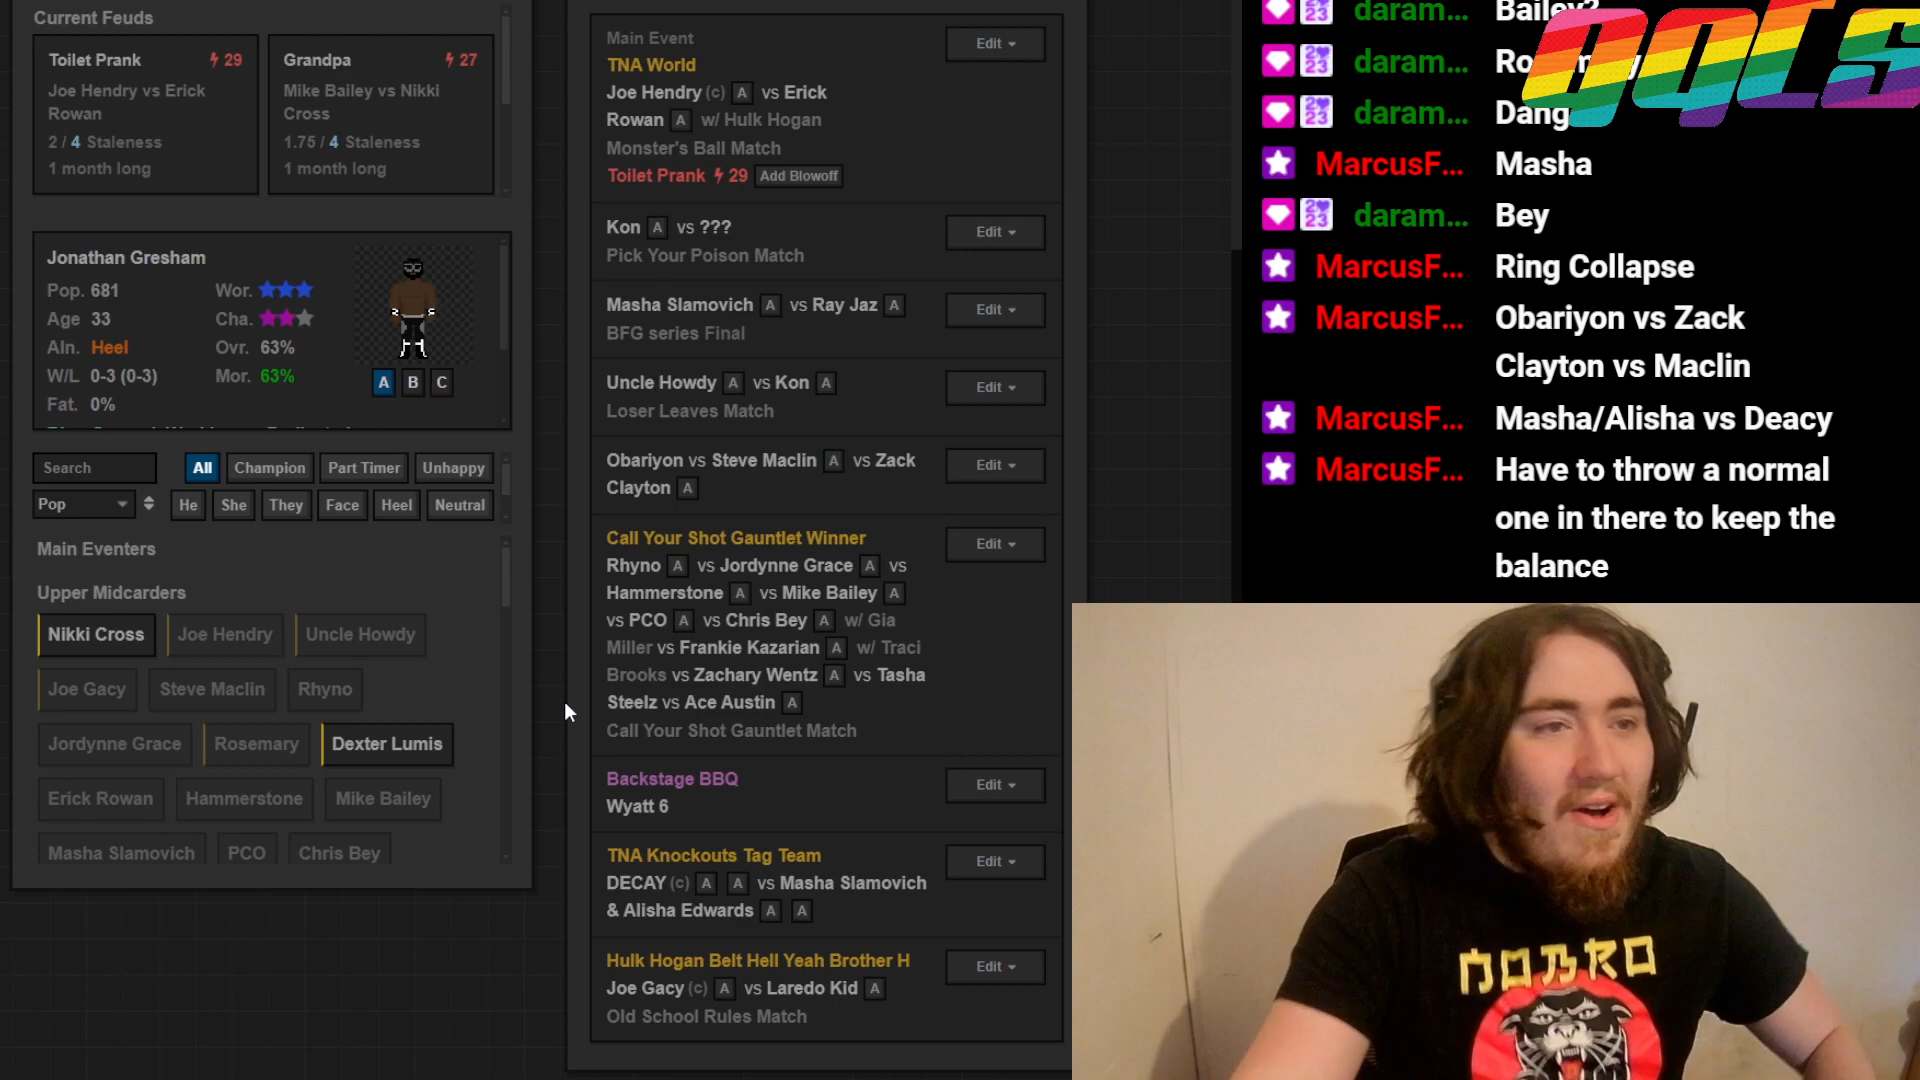 Current Feuds
Toilet Prank 29
Joe Hendry vs Erick
Rowan
2 / 4 Staleness
1 month long
Grandpa 27
Mike Bailey vs Nikki
Cross
1.75 / 4 Staleness
1 month long
Jonathan Gresham
Pop. 681 Wor.
Age 33 Cha.
Aln. Heel Ovr. 63%
W/L 0-3 (0-3) Mor. 63%
Fat. 0%
A B C
Search All Champion Part Timer Unhappy
Pop He She They Face Heel Neutral
Main Eventers
Upper Midcarders
Nikki Cross Joe Hendry Uncle Howdy
Joe Gacy Steve Maclin Rhyno
Jordynne Grace Rosemary Dexter Lumis
Erick Rowan Hammerstone Mike Bailey
Masha Slamovich PCO Chris Bey
Main Event Edit
TNA World
Joe Hendry (c) A vs Erick
Rowan A w/ Hulk Hogan
Monster's Ball Match
Toilet Prank 29 Add Blowoff
Kon A vs ??? Edit
Pick Your Poison Match
Masha Slamovich A vs Ray Jaz A Edit
BFG series Final
Uncle Howdy A vs Kon A Edit
Loser Leaves Match
Obariyon vs Steve Maclin A vs Zack Edit
Clayton A
Call Your Shot Gauntlet Winner Edit
Rhyno A vs Jordynne Grace A vs
Hammerstone A vs Mike Bailey A
vs PCO A vs Chris Bey A w/ Gia
Miller vs Frankie Kazarian A w/ Traci
Brooks vs Zachary Wentz A vs Tasha
Steelz vs Ace Austin A
Call Your Shot Gauntlet Match
Backstage BBQ Edit
Wyatt 6
TNA Knockouts Tag Team Edit
DECAY (c) A A vs Masha Slamovich
& Alisha Edwards A A
Hulk Hogan Belt Hell Yeah Brother H Edit
Joe Gacy (c) A vs Laredo Kid A
Old School Rules Match
23 daram... Bailey?
23 daram...
23 daram... Dang
MarcusF... Masha
23 daram... Bey
MarcusF... Ring Collapse
MarcusF... Obariyon vs Zack
Clayton vs Maclin
MarcusF... Masha/Alisha vs Deacy
MarcusF... Have to throw a normal
one in there to keep the
balance